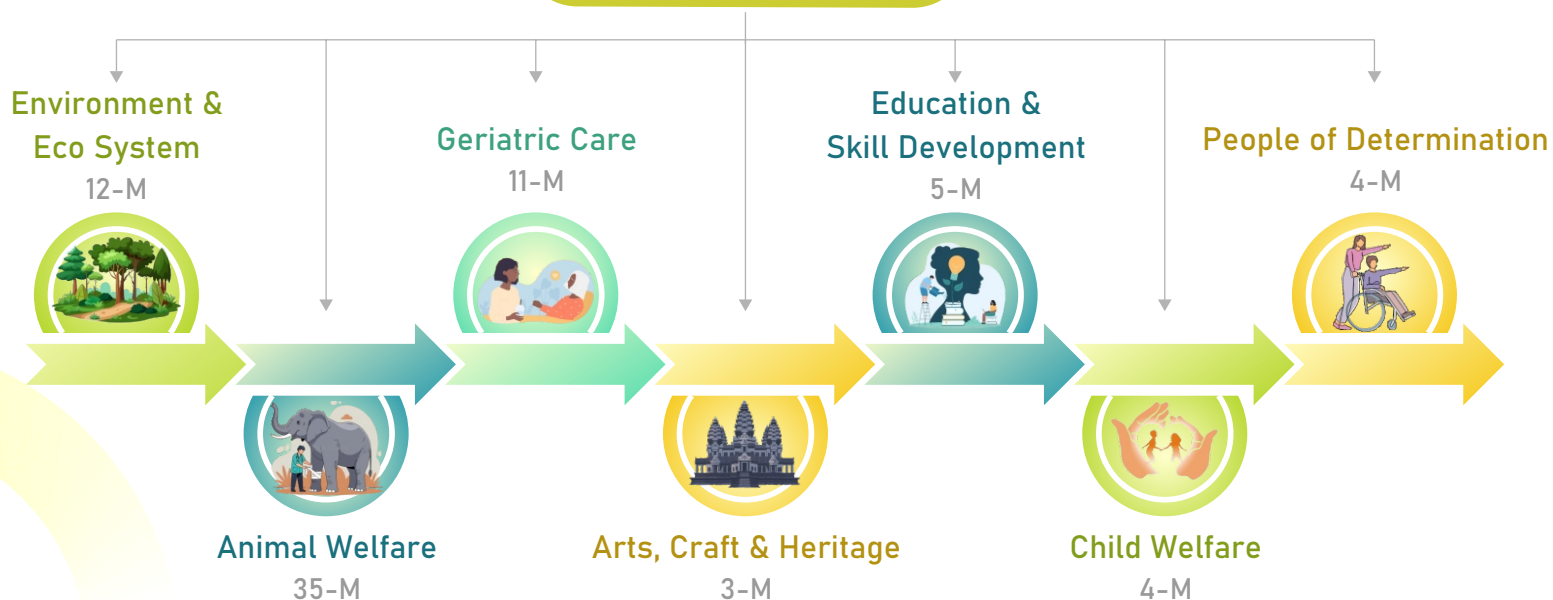 Environment &
Eco System
12-M
Geriatric Care
11-M
Education &
Skill Development
5-M
People of Determination
4-M
Animal Welfare
35-M
Arts, Craft & Heritage
3-M
Child Welfare
4-M